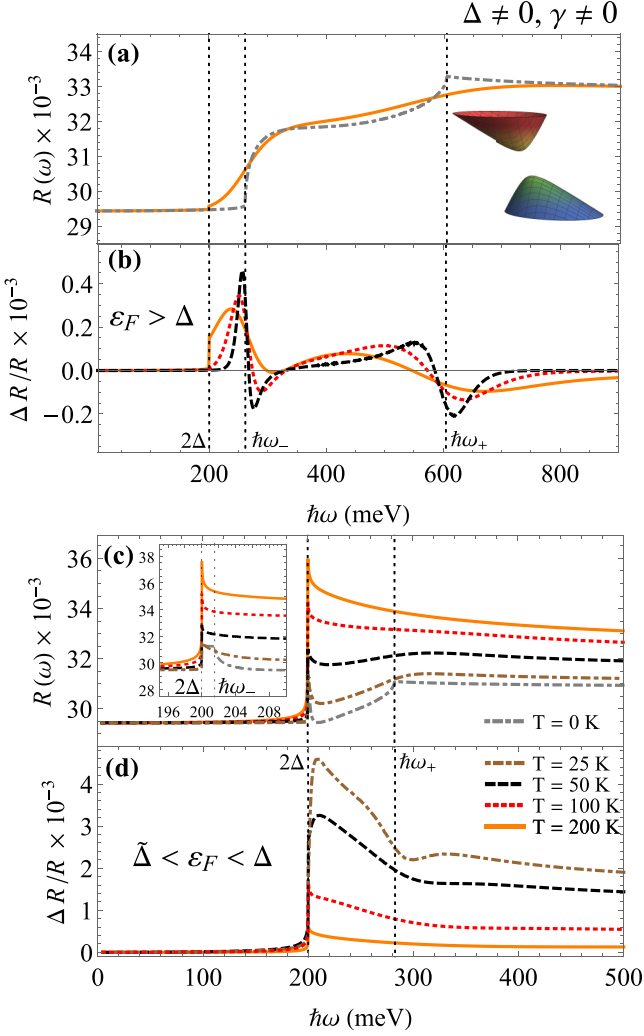 Δ ≠ 0, γ ≠ 0
(a)
R(ω) × 10⁻³
34
33
32
31
30
29
(b)
ε_F > Δ
ΔR/R × 10⁻³
0.4
0.2
0.0
−0.2
2Δ
ħω₋
ħω₊
0
200
400
600
800
ħω (meV)
(c)
R(ω) × 10⁻³
36
34
32
30
38
36
34
32
30
28
2Δ
ħω₋
196
200
204
208
T = 0 K
(d)
ΔR/R × 10⁻³
4
3
2
1
0
2Δ
ħω₊
T = 25 K
T = 50 K
T = 100 K
T = 200 K
Δ̃ < ε_F < Δ
0
100
200
300
400
500
ħω (meV)